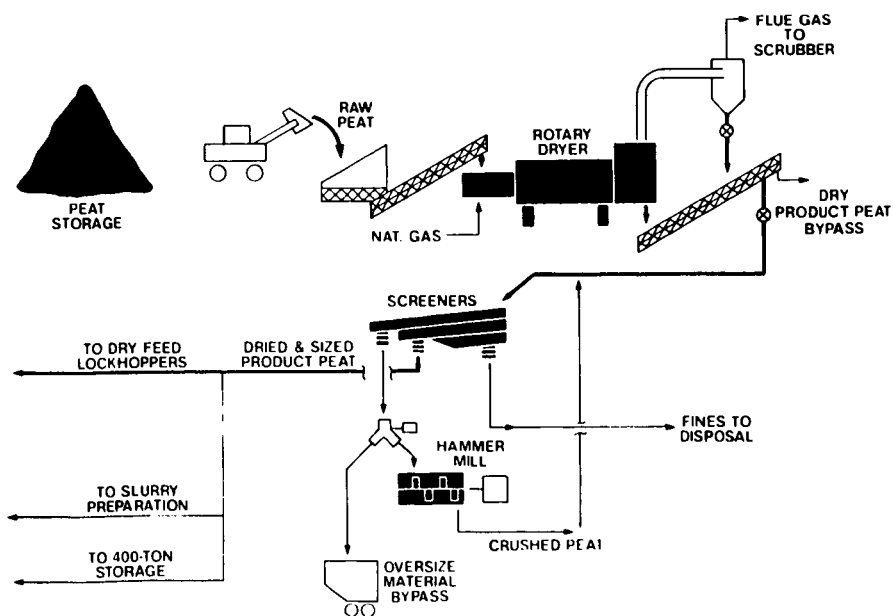 FLUE GAS
TO
SCRUBBER
RAW
PEAT
ROTARY
DRYER
PEAT
STORAGE
NAT. GAS
DRY
PRODUCT PEAT
BYPASS
SCREENERS
TO DRY FEED
LOCKHOPPERS
DRIED & SIZED
PRODUCT PEAT
FINES TO
DISPOSAL
HAMMER
MILL
TO SLURRY
PREPARATION
CRUSHED PEAT
TO 400-TON
STORAGE
OVERSIZE
MATERIAL
BYPASS